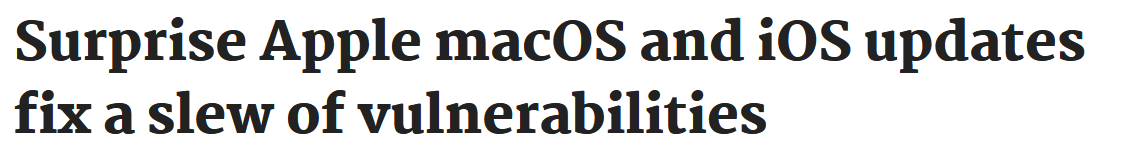 Surprise Apple macOS and iOS updates
fix a slew of vulnerabilities